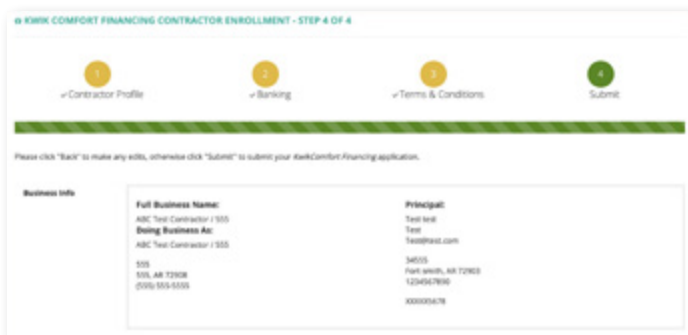 KWIK COMFORT FINANCING CONTRACTOR ENROLLMENT - STEP 4 OF 4
1
2
3
4
✓Contractor Profile
✓Banking
✓Terms & Conditions
Submit
Please click "Back" to make any edits, otherwise click "Submit" to submit your KwikComfort Financing application.
Business Info
Full Business Name:
ABC Test Contractor / 555
Doing Business As:
ABC Test Contractor / 555
555
555, AR 72908
(555) 555-5555
Principal:
Test test
Test
Test@test.com
34555
Fort smith, AR 72903
1234567890
XXXXX5678